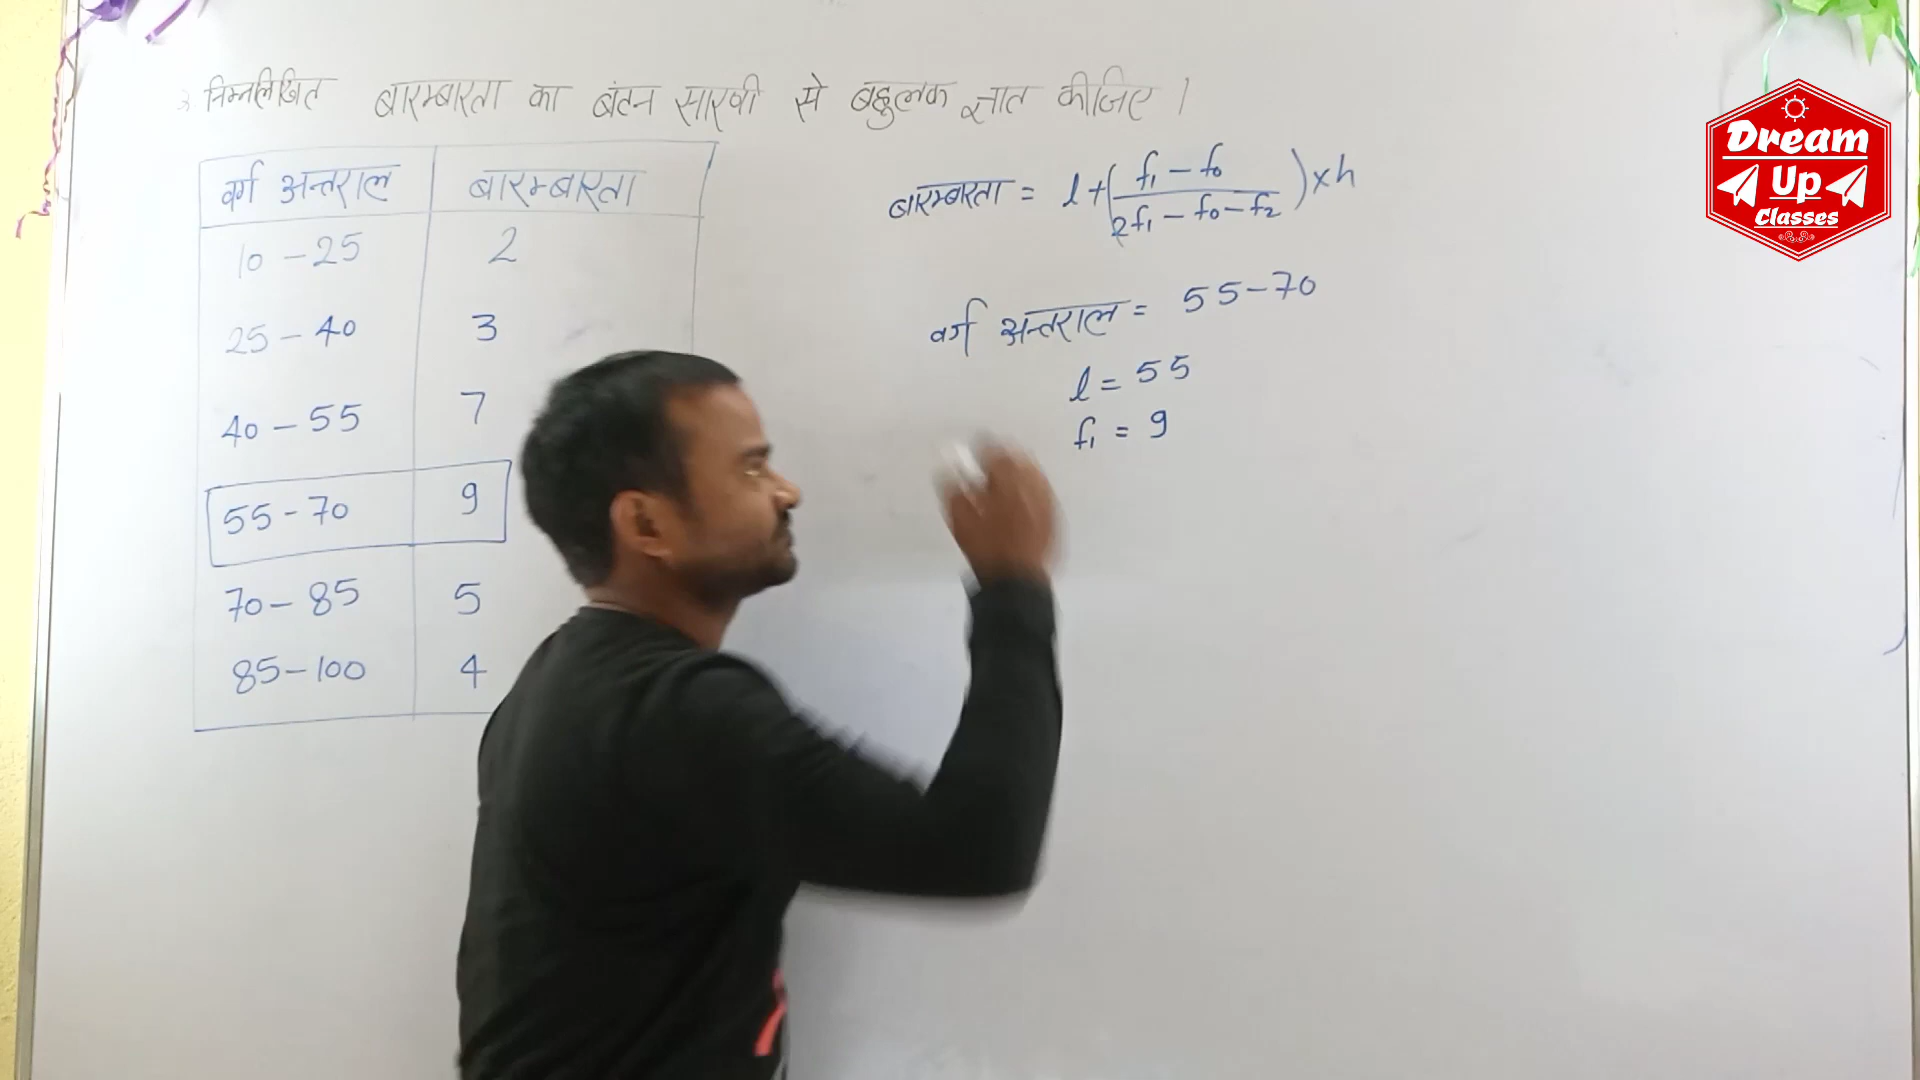 निम्नलिखित बारम्बारता का बंटन सारणी से बहुलक ज्ञात कीजिए ।
वर्ग अन्तराल बारम्बारता
10 - 25 2
25 - 40 3
40 - 55 7
55 - 70 9
70 - 85 5
85 - 100 4
बारम्बारता = l + ( f₁ - f₀ / 2f₁ - f₀ - f₂ ) × h
वर्ग अन्तराल = 55 - 70
l = 55
f₁ = 9
Dream
Up
Classes